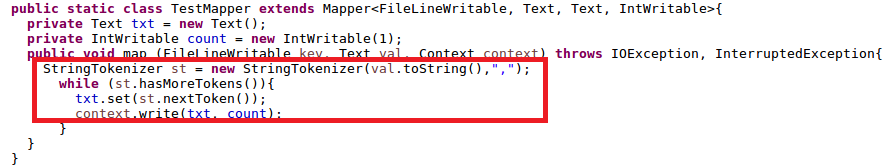 public static class TestMapper extends Mapper<FileLineWritable, Text, Text, IntWritable>{
private Text txt = new Text();
private IntWritable count = new IntWritable(1);
public void map (FileLineWritable key, Text val, Context context) throws IOException, InterruptedException{
StringTokenizer st = new StringTokenizer(val.toString(),",");
while (st.hasMoreTokens()){
txt.set(st.nextToken());
context.write(txt, count);
}
}
}